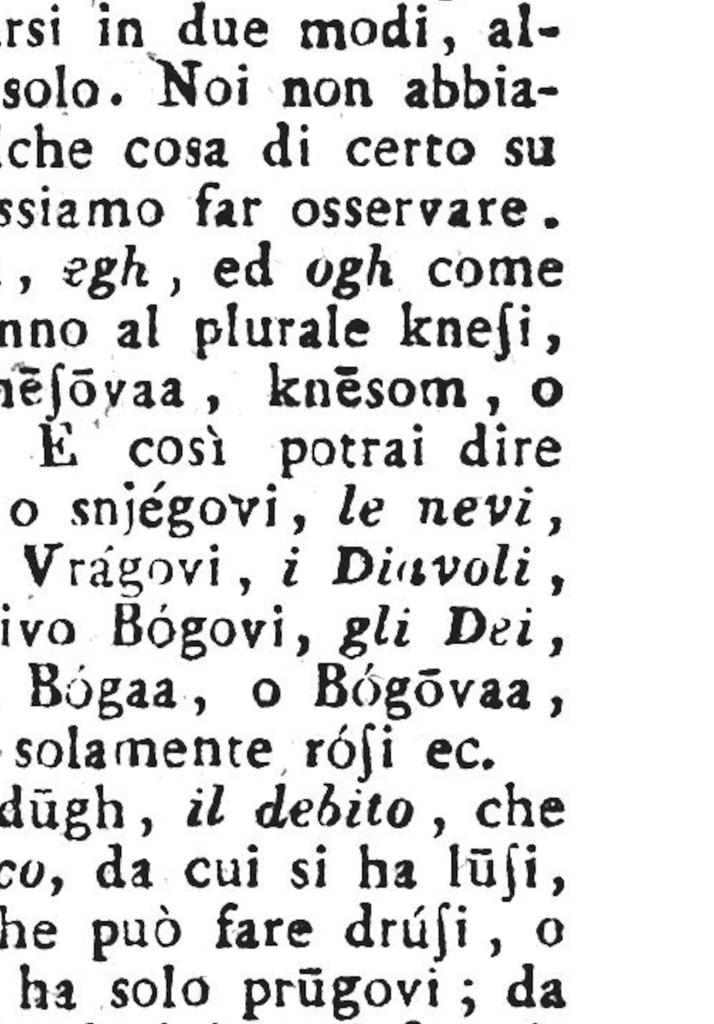 rsi in due modi, al-
solo. Noi non abbia-
lche cosa di certo su
ssiamo far osservare.
, egh, ed ogh come
nno al plurale kneſi,
nēſōvaa, knēsom, o
E così potrai dire
o snjégovi, le nevi,
Vrágovi, i Diavoli,
ivo Bógovi, gli Dei,
Bógaa, o Bógōvaa,
solamente róſi ec.
dūgh, il debito, che
co, da cui si ha lūſi,
he può fare drúſi, o
ha solo prūgovi; da